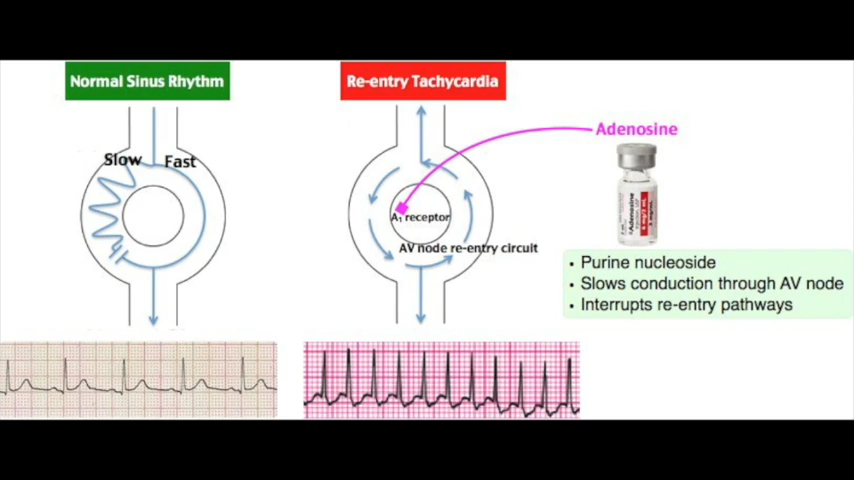 Normal Sinus Rhythm
Re-entry Tachycardia
Slow
Fast
Adenosine
A₁ receptor
AV node re-entry circuit
Adenosine
• Purine nucleoside
• Slows conduction through AV node
• Interrupts re-entry pathways